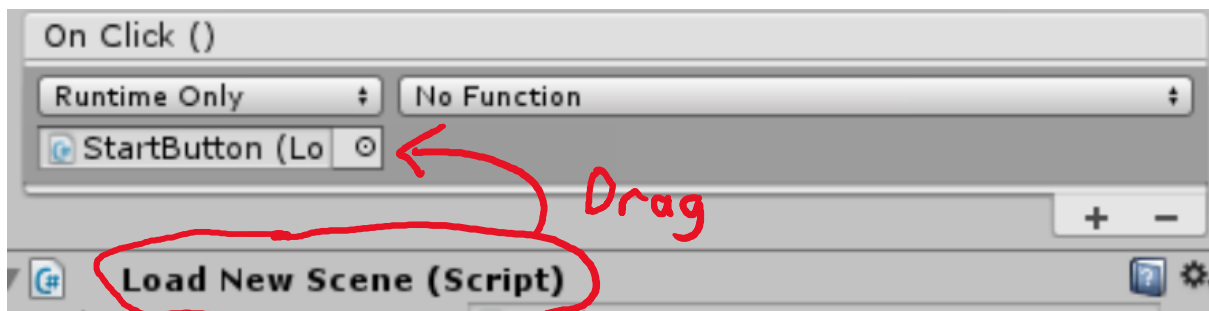 On Click ()
Runtime Only No Function
StartButton (Lo
Drag
+ −
Load New Scene (Script)